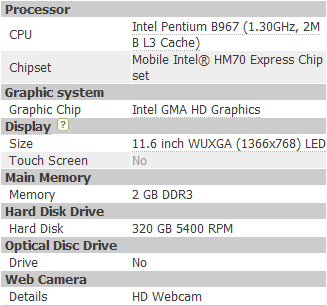 Processor
CPU Intel Pentium B967 (1.30GHz, 2M
B L3 Cache)
Chipset Mobile Intel® HM70 Express Chip
set
Graphic system
Graphic Chip Intel GMA HD Graphics
Display ?
Size 11.6 inch WUXGA (1366x768) LED
Touch Screen No
Main Memory
Memory 2 GB DDR3
Hard Disk Drive
Hard Disk 320 GB 5400 RPM
Optical Disc Drive
Drive No
Web Camera
Details HD Webcam